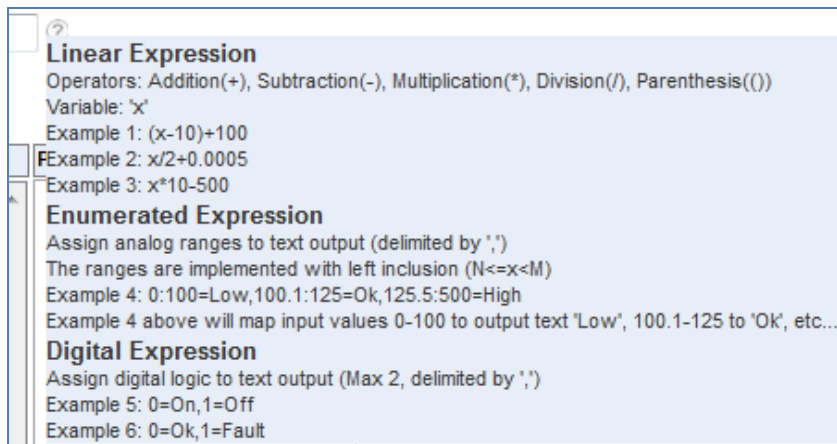 ?
Linear Expression
Operators: Addition(+), Subtraction(-), Multiplication(*), Division(/), Parenthesis(())
Variable: 'x'
Example 1: (x-10)+100
Example 2: x/2+0.0005
Example 3: x*10-500
Enumerated Expression
Assign analog ranges to text output (delimited by ',')
The ranges are implemented with left inclusion (N<=x<M)
Example 4: 0:100=Low,100.1:125=Ok,125.5:500=High
Example 4 above will map input values 0-100 to output text 'Low', 100.1-125 to 'Ok', etc...
Digital Expression
Assign digital logic to text output (Max 2, delimited by ',')
Example 5: 0=On,1=Off
Example 6: 0=Ok,1=Fault